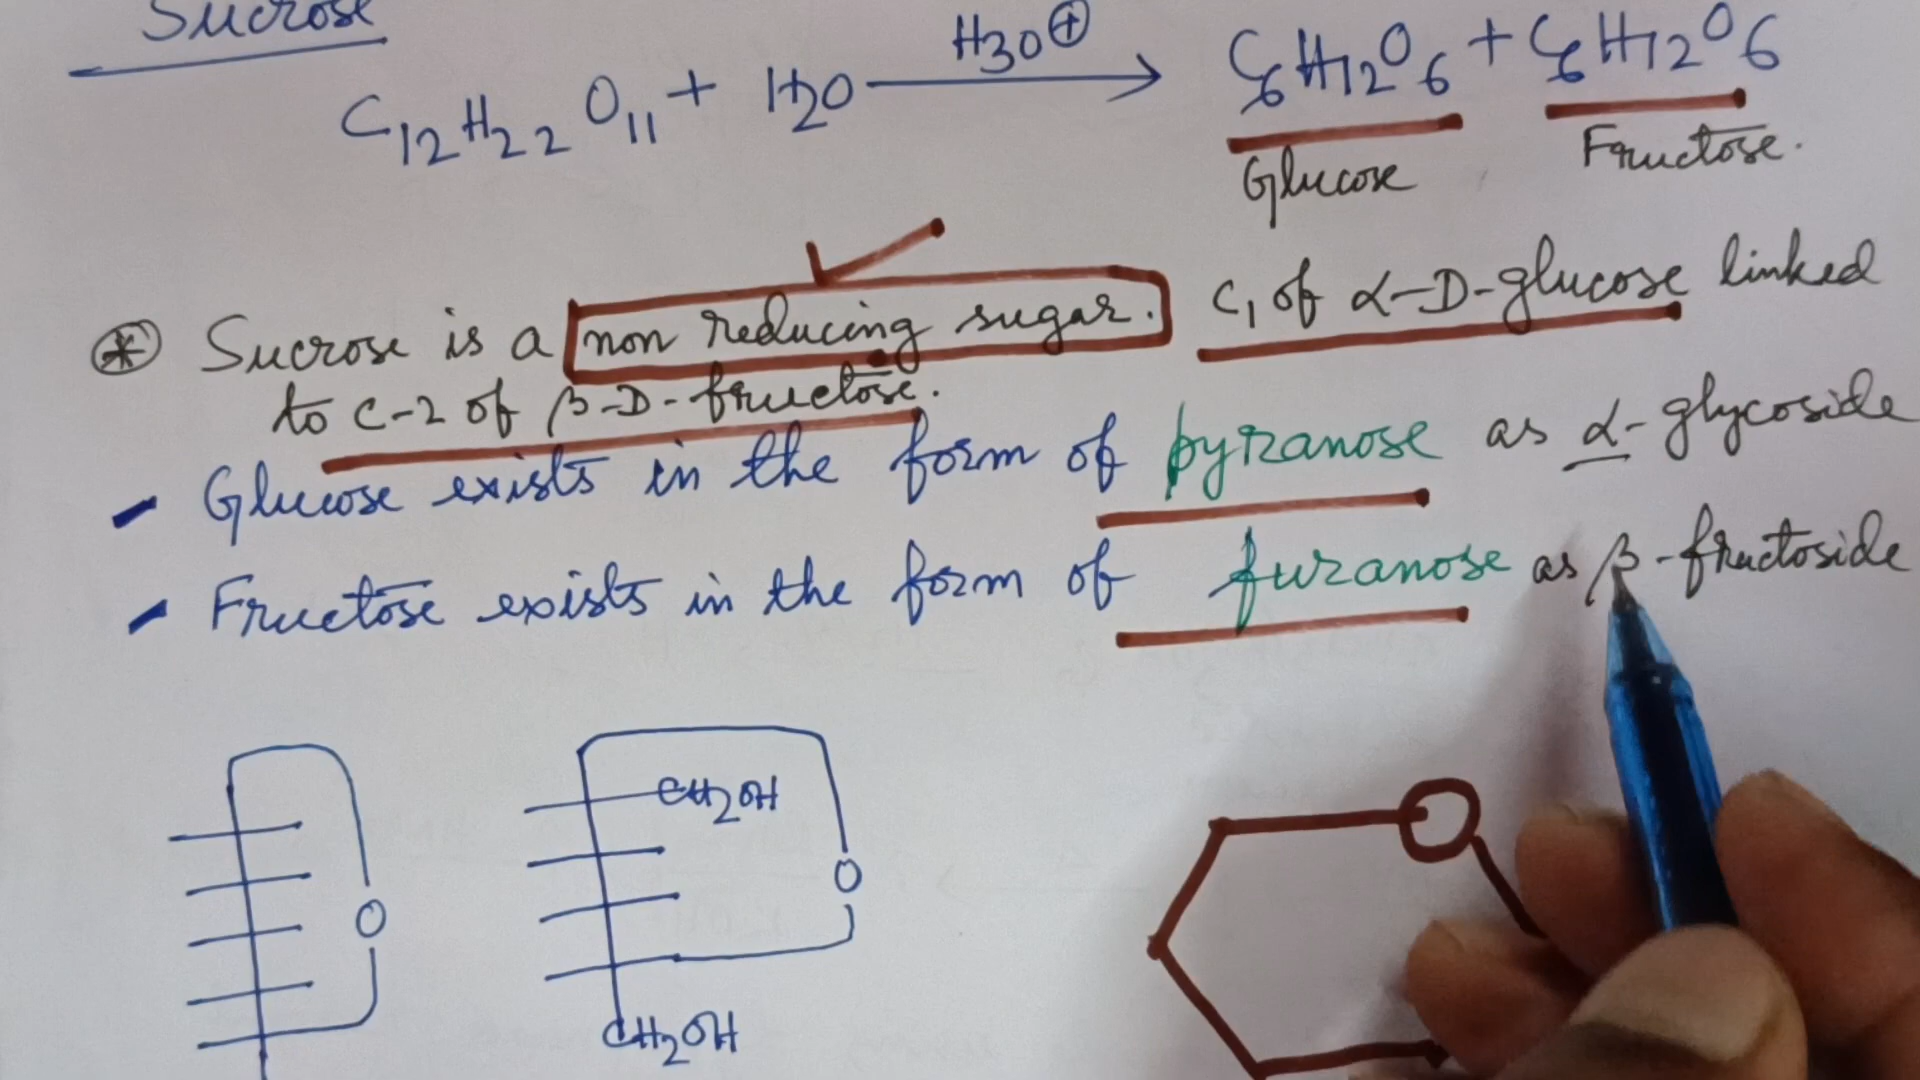 Sucrose
C12H22O11 + H2O
H3O⊕
C6H12O6 + C6H12O6
Glucose
Fructose.
* Sucrose is a non reducing sugar. C1 of α-D-glucose linked
to C-2 of β-D-fructose.
- Glucose exists in the form of pyranose as α-glycoside
- Fructose exists in the form of furanose as β-fructoside
CH2OH
O
O
CH2OH